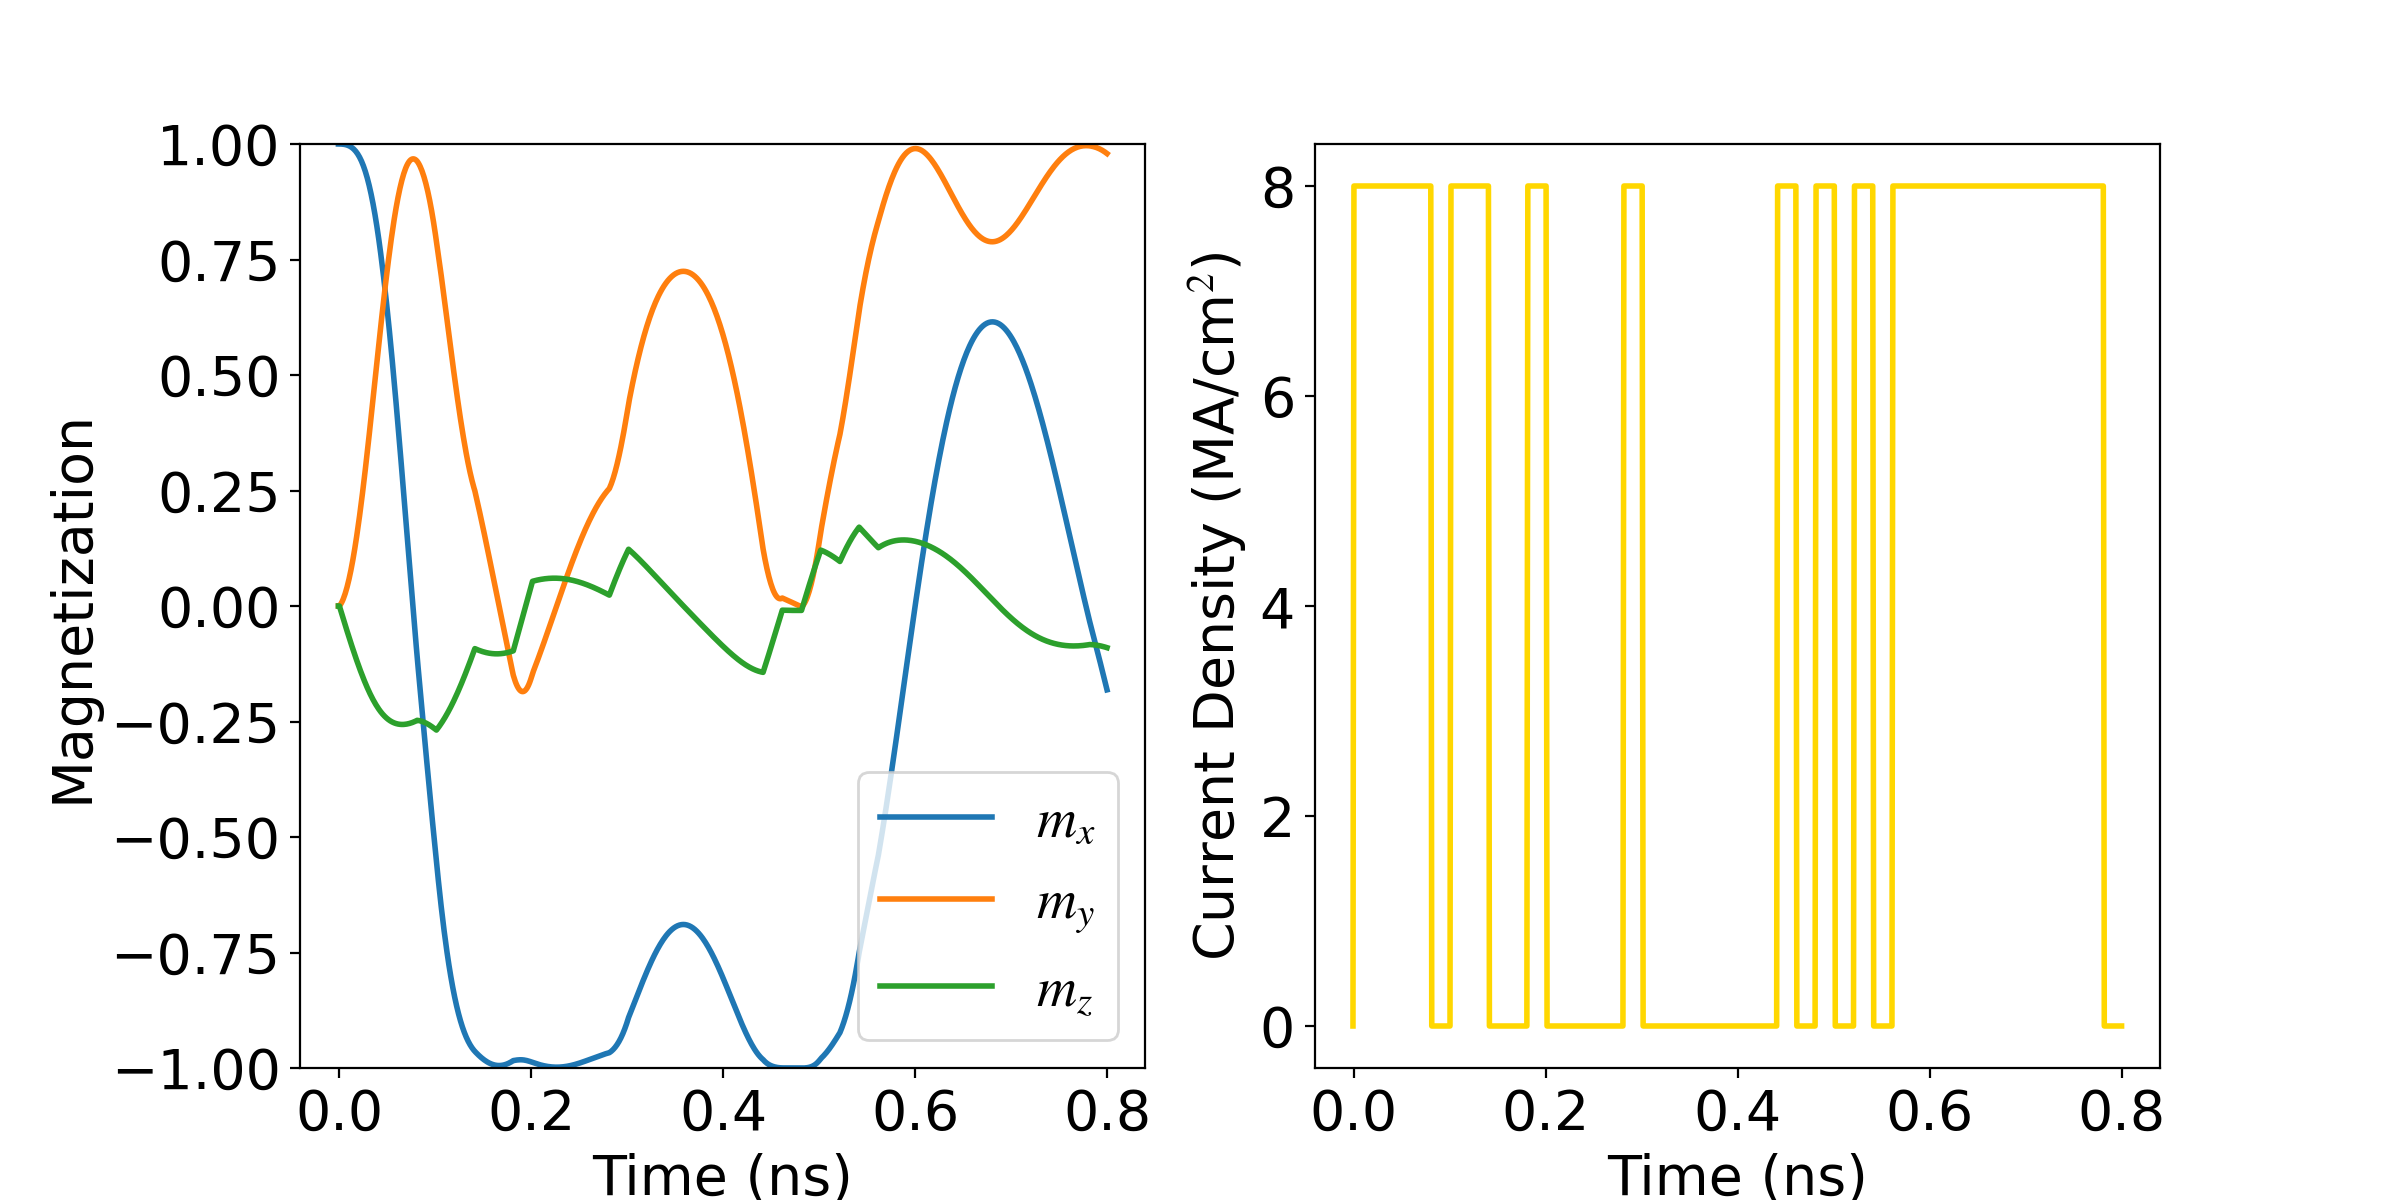 1.00
0.75
0.50
0.25
0.00
−0.25
−0.50
−0.75
−1.00
Magnetization
0.0 0.2 0.4 0.6 0.8
Time (ns)
m_x
m_y
m_z
8
6
4
2
0
Current Density (MA/cm²)
0.0 0.2 0.4 0.6 0.8
Time (ns)